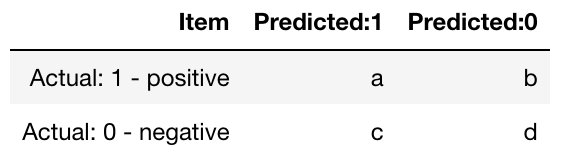 Item Predicted:1 Predicted:0
Actual: 1 - positive a b
Actual: 0 - negative c d